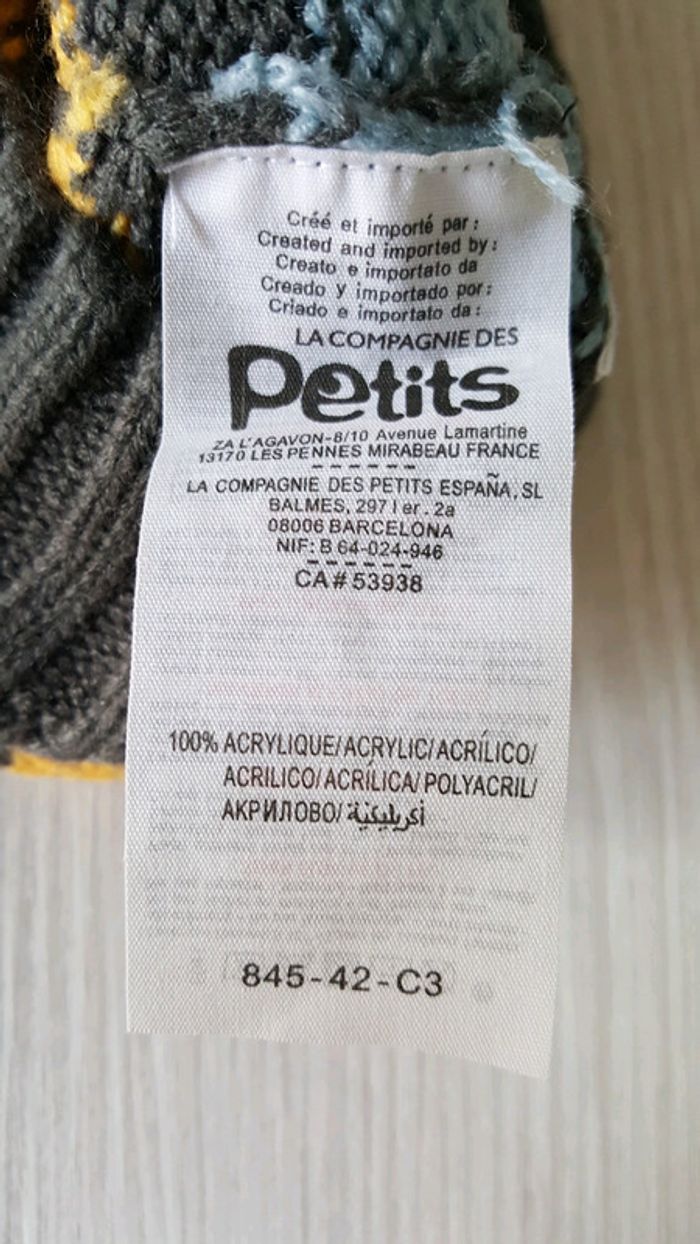 Créé et importé par :
Created and imported by :
Creato e importato da
Creado y importado por :
Criado e importato da :
LA COMPAGNIE DES
Petits
ZA L'AGAVON-8/10 Avenue Lamartine
13170 LES PENNES MIRABEAU FRANCE
LA COMPAGNIE DES PETITS ESPAÑA, SL
BALMES, 297 1 er . 2a
08006 BARCELONA
NIF: B 64-024-946
CA# 53938
100% ACRYLIQUE/ACRYLIC/ACRÍLICO/
ACRILICO/ACRÍLICA/POLYACRIL/
АКРИЛОВО/أكريليكية
845-42-C3